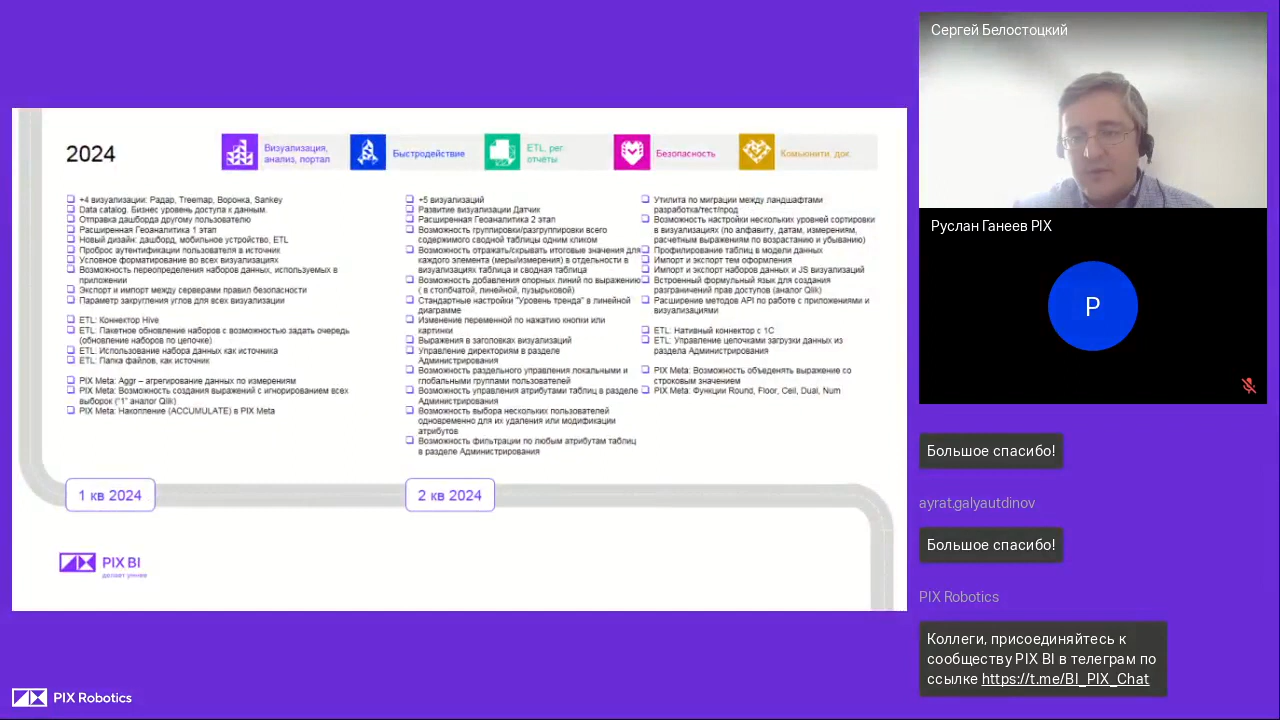 2024
Визуализация,
анализ, портал
Быстродействие
ETL, рег.
отчёты
Безопасность
Комьюнити, док.
+4 визуализации: Радар, Treemap, Воронка, Sankey
Data catalog. Бизнес уровень доступа к данным.
Отправка дашборда другому пользователю
Расширенная Геоаналитика 1 этап
Новый дизайн: дашборд, мобильное устройство, ETL
Проброс аутентификации пользователя в источник
Условное форматирование во всех визуализации
Возможность переопределения наборов данных, используемых в
приложении
Экспорт и импорт между серверами правил безопасности
Параметр закругления углов для всех визуализации
ETL: Коннектор Hive
ETL: Пакетное обновление наборов с возможностью задать очередь
(обновление наборов по цепочке)
ETL: Использование набора данных как источника
ETL: Папка файлов, как источник
PIX Meta: Aggr – агрегирование данных по измерениям
PIX Meta: Возможность создания выражений с игнорированием всех
выборок ("1" аналог Qlik)
PIX Meta: Накопление (ACCUMULATE) в PIX Meta
+5 визуализаций
Развитие визуализации Датчик
Расширенная Геоаналитика 2 этап
Возможность группировки/разгруппировки всего
содержимого сводной таблицы одним кликом
Возможность отражать/скрывать итоговые значения для
каждого элемента (меры/измерения) в отдельности в
визуализациях таблица и сводная таблица
Возможность добавления опорных линий по выражению
( в столбчатой, линейной, пузырьковой)
Стандартные настройки "Уровень тренда" в линейной
диаграмме
Изменение переменной по нажатию кнопки или
картинки
Выражения в заголовках визуализаций
Управление директориям в разделе
Администрирования
Возможность раздельного управления локальными и
глобальными группами пользователей
Возможность управления атрибутами таблиц в разделе
Администрирования
Возможность выбора нескольких пользователей
одновременно для их удаления или модификации
атрибутов
Возможность фильтрации по любым атрибутам таблиц
в разделе Администрирования
Утилита по миграции между ландшафтами
разработка/тест/прод
Возможность настройки нескольких уровней сортировки
в визуализациях (по алфавиту, датам, измерениям,
расчетным выражениям по возрастанию и убыванию)
Профилирование таблиц в модели данных
Импорт и экспорт тем оформления
Импорт и экспорт наборов данных и JS визуализаций
Встроенный формульный язык для создания
разграничений прав доступов (аналог Qlik)
Расширение методов API по работе с приложениями и
визуализациями
ETL: Нативный коннектор с 1С
ETL: Управление цепочками загрузки данных из
раздела Администрирования
PIX Meta: Возможность объеденять выражение со
строковым значением
PIX Meta: Функции Round, Floor, Ceil, Dual, Num
1 кв 2024
2 кв 2024
PIX BI
делает умнее
PIX Robotics
Сергей Белостоцкий
Руслан Ганеев PIX
Р
Большое спасибо!
ayrat.galyautdinov
Большое спасибо!
PIX Robotics
Коллеги, присоединяйтесь к
сообществу PIX BI в телеграм по
ссылке https://t.me/BI_PIX_Chat